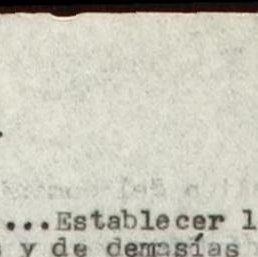 ...Establecer l
y de demasías